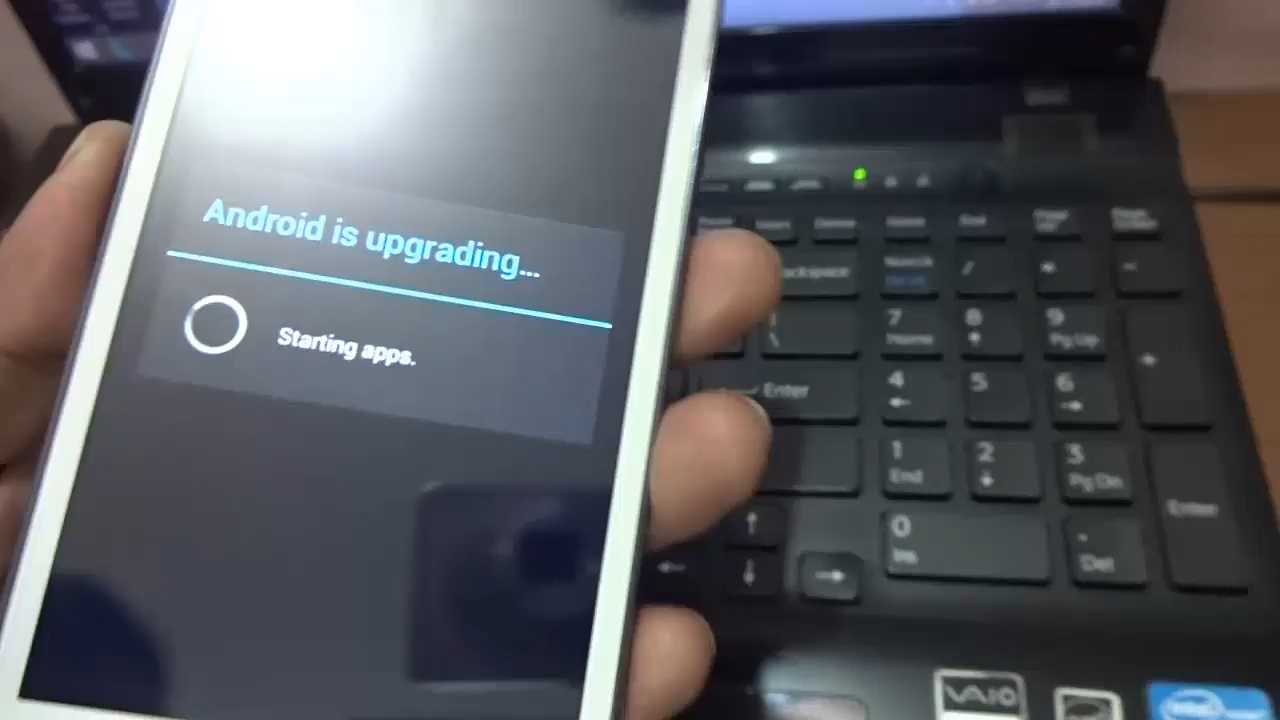 Android is upgrading...
Starting apps.
Backspace
7
Home
8
9
Pg Up
Enter
4
5
6
1
End
2
3
Pg Dn
Enter
0
Ins
.
Del
VAIO
intel